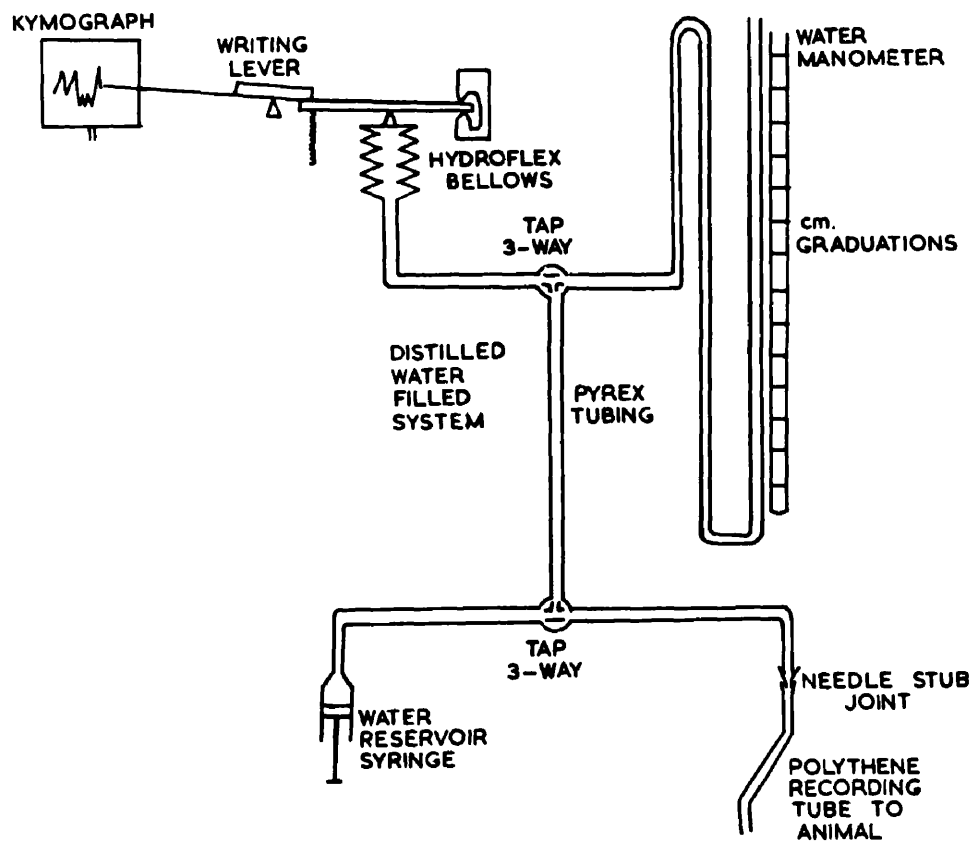 KYMOGRAPH
WRITING
LEVER
HYDROFLEX
BELLOWS
WATER
MANOMETER
TAP
3-WAY
cm.
GRADUATIONS
DISTILLED
WATER
FILLED
SYSTEM
PYREX
TUBING
TAP
3-WAY
WATER
RESERVOIR
SYRINGE
NEEDLE STUB
JOINT
POLYTHENE
RECORDING
TUBE TO
ANIMAL